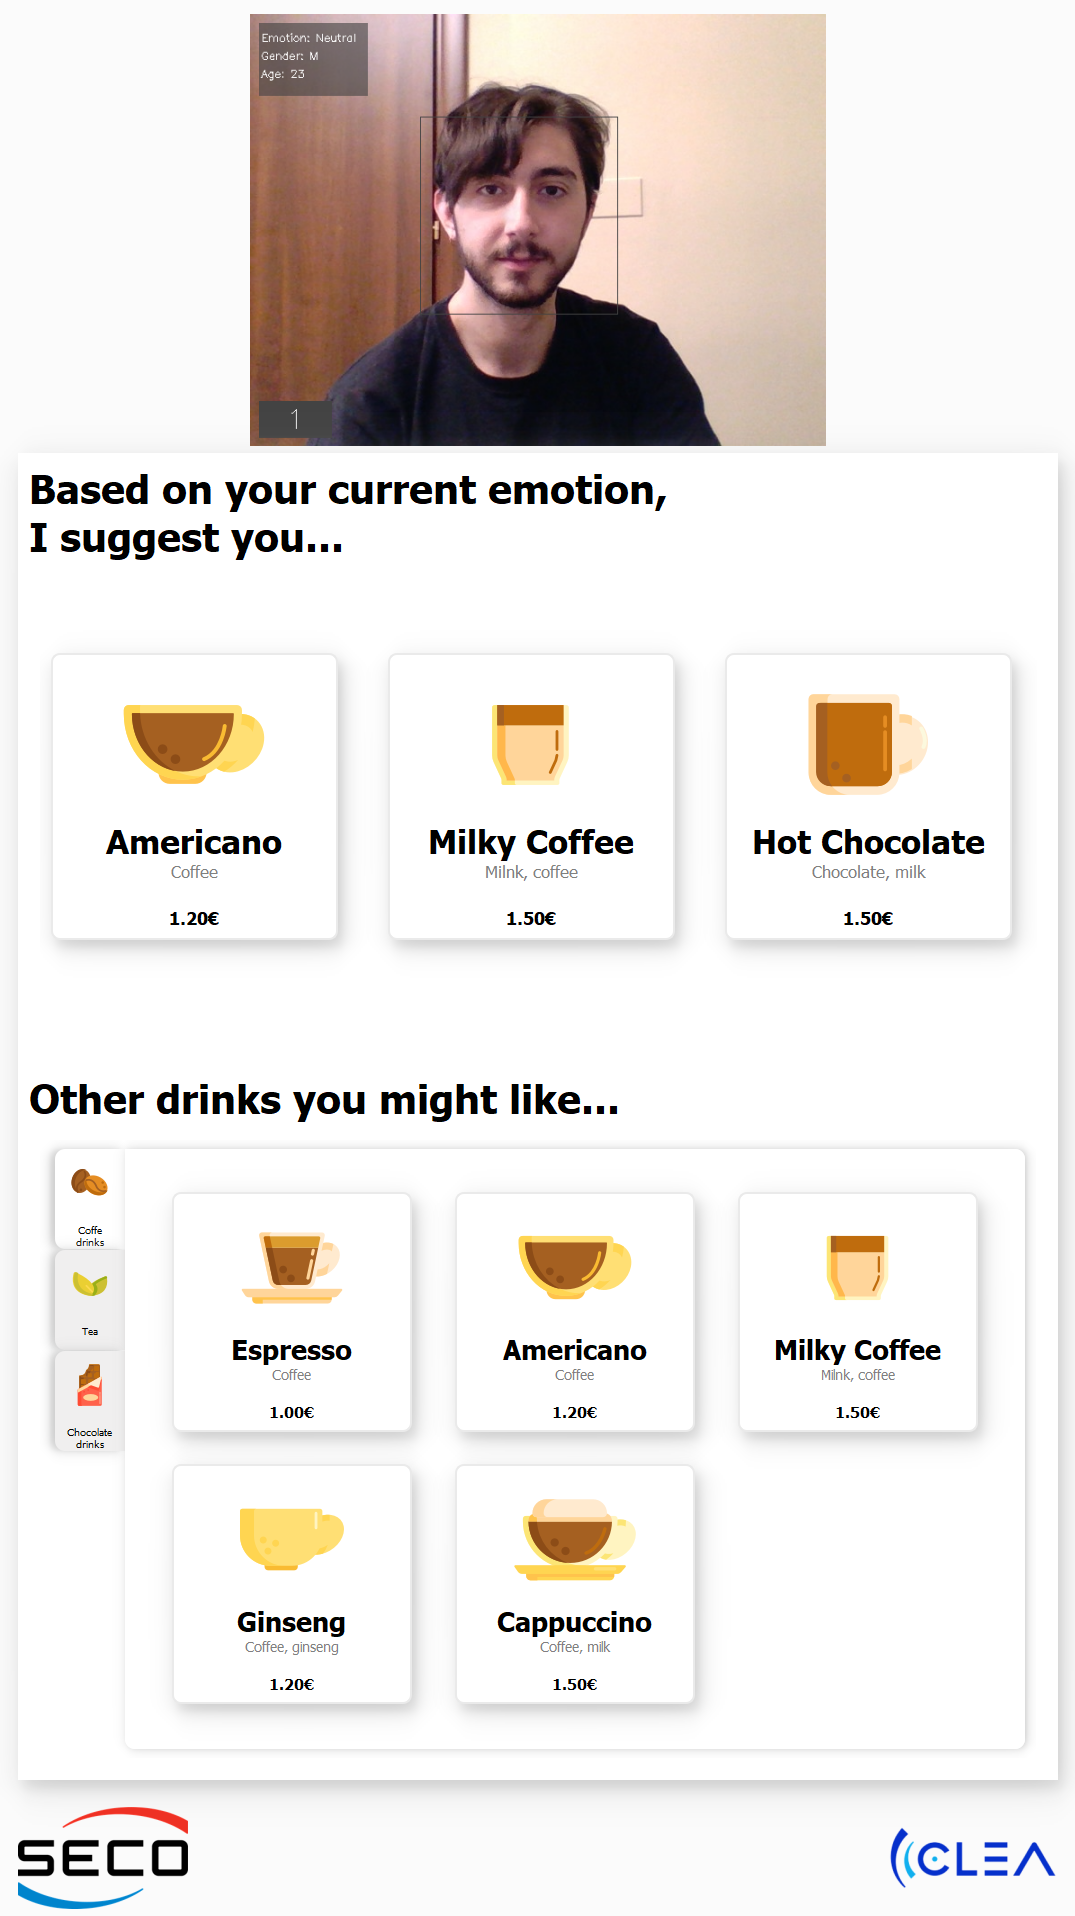 Emotion: Neutral
Gender: M
Age: 23
1
Based on your current emotion,
I suggest you...
Americano
Coffee
1.20€
Milky Coffee
Milnk, coffee
1.50€
Hot Chocolate
Chocolate, milk
1.50€
Other drinks you might like...
Coffe
drinks
Tea
Chocolate
drinks
Espresso
Coffee
1.00€
Americano
Coffee
1.20€
Milky Coffee
Milnk, coffee
1.50€
Ginseng
Coffee, ginseng
1.20€
Cappuccino
Coffee, milk
1.50€
SECO
CLEA